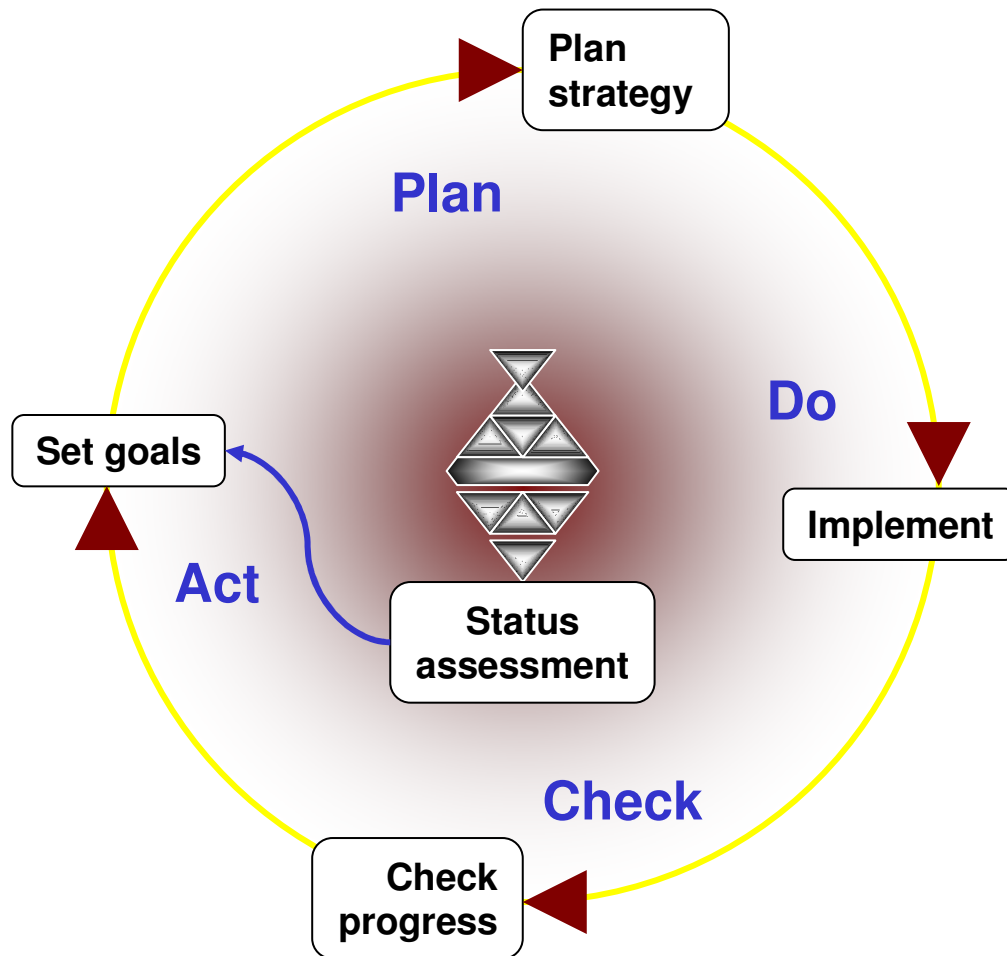 Plan
strategy
Plan
Do
Set goals
Implement
Act
Status
assessment
Check
Check
progress